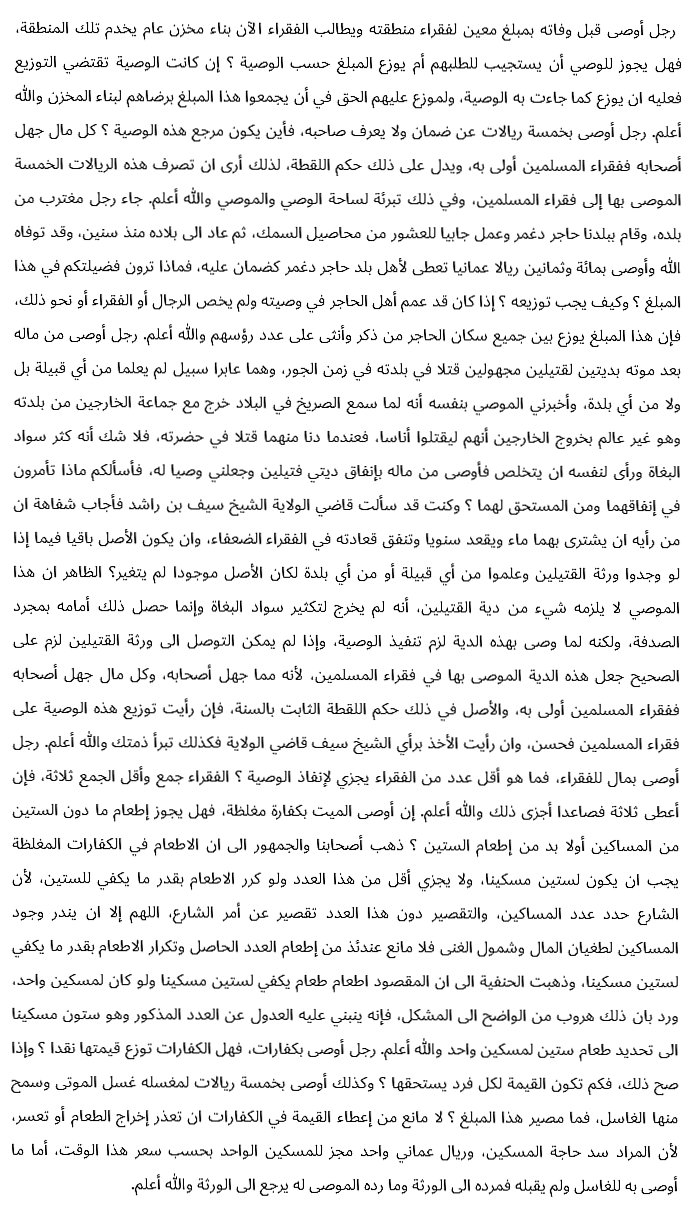 رجل أوصى قبل وفاته بمبلغ معين لفقراء منطقته ويطالب الفقراء الآن بناء مخزن عام يخدم تلك المنطقة،
فهل يجوز للوصي أن يستجيب للطلبهم أم يوزع المبلغ حسب الوصية ؟ إن كانت الوصية تقتضي التوزيع
فعليه ان يوزع كما جاءت به الوصية، ولموزع عليهم الحق في أن يجمعوا هذا المبلغ برضاهم لبناء المخزن والله
أعلم. رجل أوصى بخمسة ريالات عن ضمان ولا يعرف صاحبه، فأين يكون مرجع هذه الوصية ؟ كل مال جهل
أصحابه ففقراء المسلمين أولى به، ويدل على ذلك حكم اللقطة، لذلك أرى ان تصرف هذه الريالات الخمسة
الموصى بها إلى فقراء المسلمين، وفي ذلك تبرئة لساحة الوصي والموصي والله أعلم. جاء رجل مغترب من
بلده، وقام ببلدنا حاجر دغمر وعمل جابيا للعشور من محاصيل السمك، ثم عاد الى بلاده منذ سنين، وقد توفاه
الله وأوصى بمائة وثمانين ريالا عمانيا تعطى لأهل بلد حاجر دغمر كضمان عليه، فماذا ترون فضيلتكم في هذا
المبلغ ؟ وكيف يجب توزيعه ؟ إذا كان قد عمم أهل الحاجر في وصيته ولم يخص الرجال أو الفقراء أو نحو ذلك،
فإن هذا المبلغ يوزع بين جميع سكان الحاجر من ذكر وأنثى على عدد رؤسهم والله أعلم. رجل أوصى من ماله
بعد موته بديتين لقتيلين مجهولين قتلا في بلدته في زمن الجور، وهما عابرا سبيل لم يعلما من أي قبيلة بل
ولا من أي بلدة، وأخبرني الموصي بنفسه انه لما سمع الصريخ في البلاد خرج مع جماعة الخارجين من بلدته
وهو غير عالم بخروج الخارجين أنهم ليقتلوا أناسا، فعندما دنا منهما قتلا في حضرته، فلا شك أنه كثر سواد
البغاة ورأى لنفسه ان يتخلص فأوصى من ماله بإنفاق ديتي فتيلين وجعلني وصيا له، فأسألكم ماذا تأمرون
في إنفاقهما ومن المستحق لهما ؟ وكنت قد سألت قاضي الولاية الشيخ سيف بن راشد فأجاب شفاهة ان
من رأيه ان يشترى بهما ماء ويقعد سنويا وتنفق قعادته في الفقراء الضعفاء، وان يكون الأصل باقيا فيما إذا
لو وجدوا ورثة القتيلين وعلموا من أي قبيلة أو من أي بلدة لكان الأصل موجودا لم يتغير؟ الظاهر ان هذا
الموصي لا يلزمه شيء من دية القتيلين، أنه لم يخرج لتكثير سواد البغاة وإنما حصل ذلك أمامه بمجرد
الصدفة، ولكنه لما وصى بهذه الدية لزم تنفيذ الوصية، وإذا لم يمكن التوصل الى ورثة القتيلين لزم على
الصحيح جعل هذه الدية الموصى بها في فقراء المسلمين، لأنه مما جهل أصحابه، وكل مال جهل أصحابه
ففقراء المسلمين أولى به، والأصل في ذلك حكم اللقطة الثابت بالسنة، فإن رأيت توزيع هذه الوصية على
فقراء المسلمين فحسن، وان رأيت الأخذ برأي الشيخ سيف قاضي الولاية فكذلك تبرأ ذمتك والله أعلم. رجل
أوصى بمال للفقراء، فما هو أقل عدد من الفقراء يجزي لإنفاذ الوصية ؟ الفقراء جمع وأقل الجمع ثلاثة، فإن
أعطى ثلاثة فصاعدا أجزى ذلك والله أعلم. إن أوصى الميت بكفارة مغلظة، فهل يجوز إطعام ما دون الستين
من المساكين أولا بد من إطعام الستين ؟ ذهب أصحابنا والجمهور الى ان الاطعام في الكفارات المغلظة
يجب ان يكون لستين مسكينا، ولا يجزي أقل من هذا العدد ولو كرر الاطعام بقدر ما يكفي للستين، لأن
الشارع حدد عدد المساكين، والتقصير دون هذا العدد تقصير عن أمر الشارع، اللهم إلا ان يندر وجود
المساكين لطغيان المال وشمول الغنى فلا مانع عندئذ من إطعام العدد الحاصل وتكرار الاطعام بقدر ما يكفي
لستين مسكينا، وذهبت الحنفية الى ان المقصود اطعام طعام يكفي لستين مسكينا ولو كان لمسكين واحد،
ورد بان ذلك هروب من الواضح الى المشكل، فإنه ينبني عليه العدول عن العدد المذكور وهو ستون مسكينا
الى تحديد طعام ستين لمسكين واحد والله أعلم. رجل أوصى بكفارات، فهل الكفارات توزع قيمتها نقدا ؟ وإذا
صح ذلك، فكم تكون القيمة لكل فرد يستحقها ؟ وكذلك أوصى بخمسة ريالات لمغسله غسل الموتى وسمح
منها الغاسل، فما مصير هذا المبلغ ؟ لا مانع من إعطاء القيمة في الكفارات ان تعذر إخراج الطعام أو تعسر،
لأن المراد سد حاجة المسكين، وريال عماني واحد مجز للمسكين الواحد بحسب سعر هذا الوقت، أما ما
أوصى به للغاسل ولم يقبله فمرده الى الورثة وما رده الموصى له يرجع الى الورثة والله أعلم.